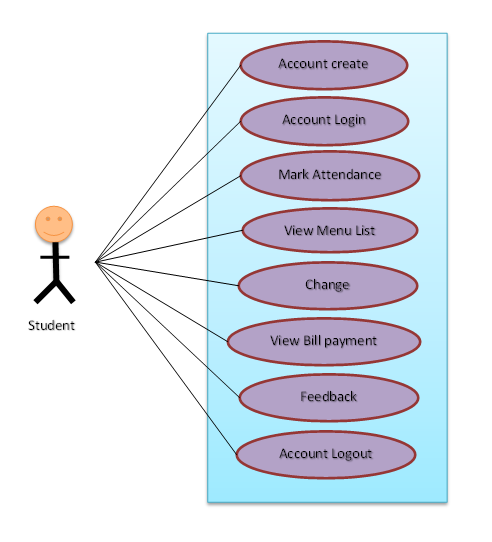 Account create
Account Login
Mark Attendance
View Menu List
Change
View Bill payment
Feedback
Account Logout
Student